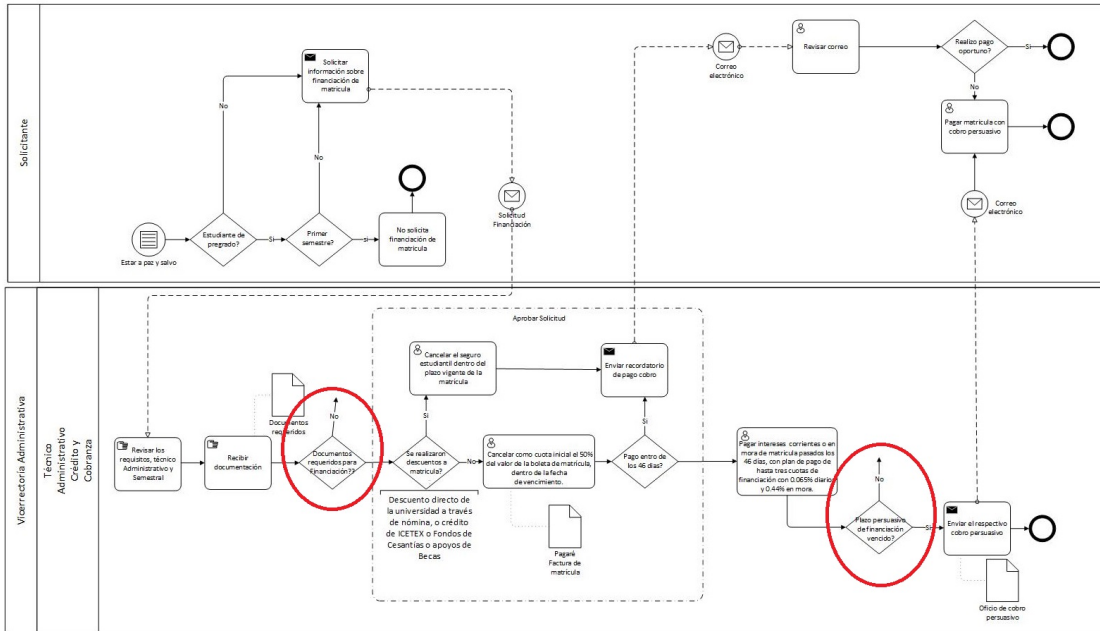 Solicitante
Solicitar
información sobre
financiación de
matrícula
No
No
Estar a paz y salvo
Estudiante de
pregrado?
Si
Primer
semestre?
si
No solicita
financiación de
matrícula
Solicitud
Financiación
Correo
electrónico
Revisar correo
Realizo pago
oportuno?
Si
No
Pagar matrícula con
cobro persuasivo
Correo
electrónico
Vicerrectoria Administrativa
Técnico
Administrativo
Crédito y
Cobranza
Aprobar Solicitud
Revisar los
requisitos, técnico
Administrativo y
Semestral
Recibir
documentación
Documentos
requeridos
No
Documentos
requeridos para
Financiación??
Cancelar el seguro
estudiantil dentro del
plazo vigente de la
matrícula
Si
Se realizaron
descuentos a
matrícula?
No
Descuento directo de
la universidad a través
de nómina, o crédito
de ICETEX o Fondos de
Cesantías o apoyos de
Becas
Cancelar como cuota inicial el 50%
del valor de la boleta de matrícula,
dentro de la fecha
de vencimiento.
Pagaré
Factura de
matrícula
Enviar recordatorio
de pago cobro
Si
Pago entre de
los 46 días?
Pagar intereses corrientes o en
mora de matrícula pasados los
46 días, con plan de pago de
hasta tres cuotas de
financiación con 0.065% diarios
y 0.44% en mora.
No
Plazo persuasivo
de financiación
vencido?
Si
Enviar el respectivo
cobro persuasivo
Oficio de cobro
persuasivo